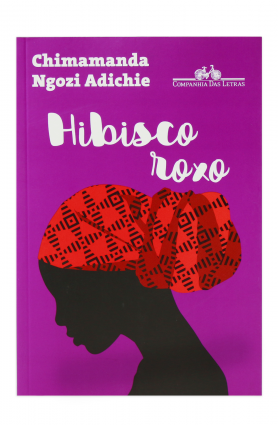 Chimamanda
Ngozi Adichie
COMPANHIA DAS LETRAS
Hibisco
roxo